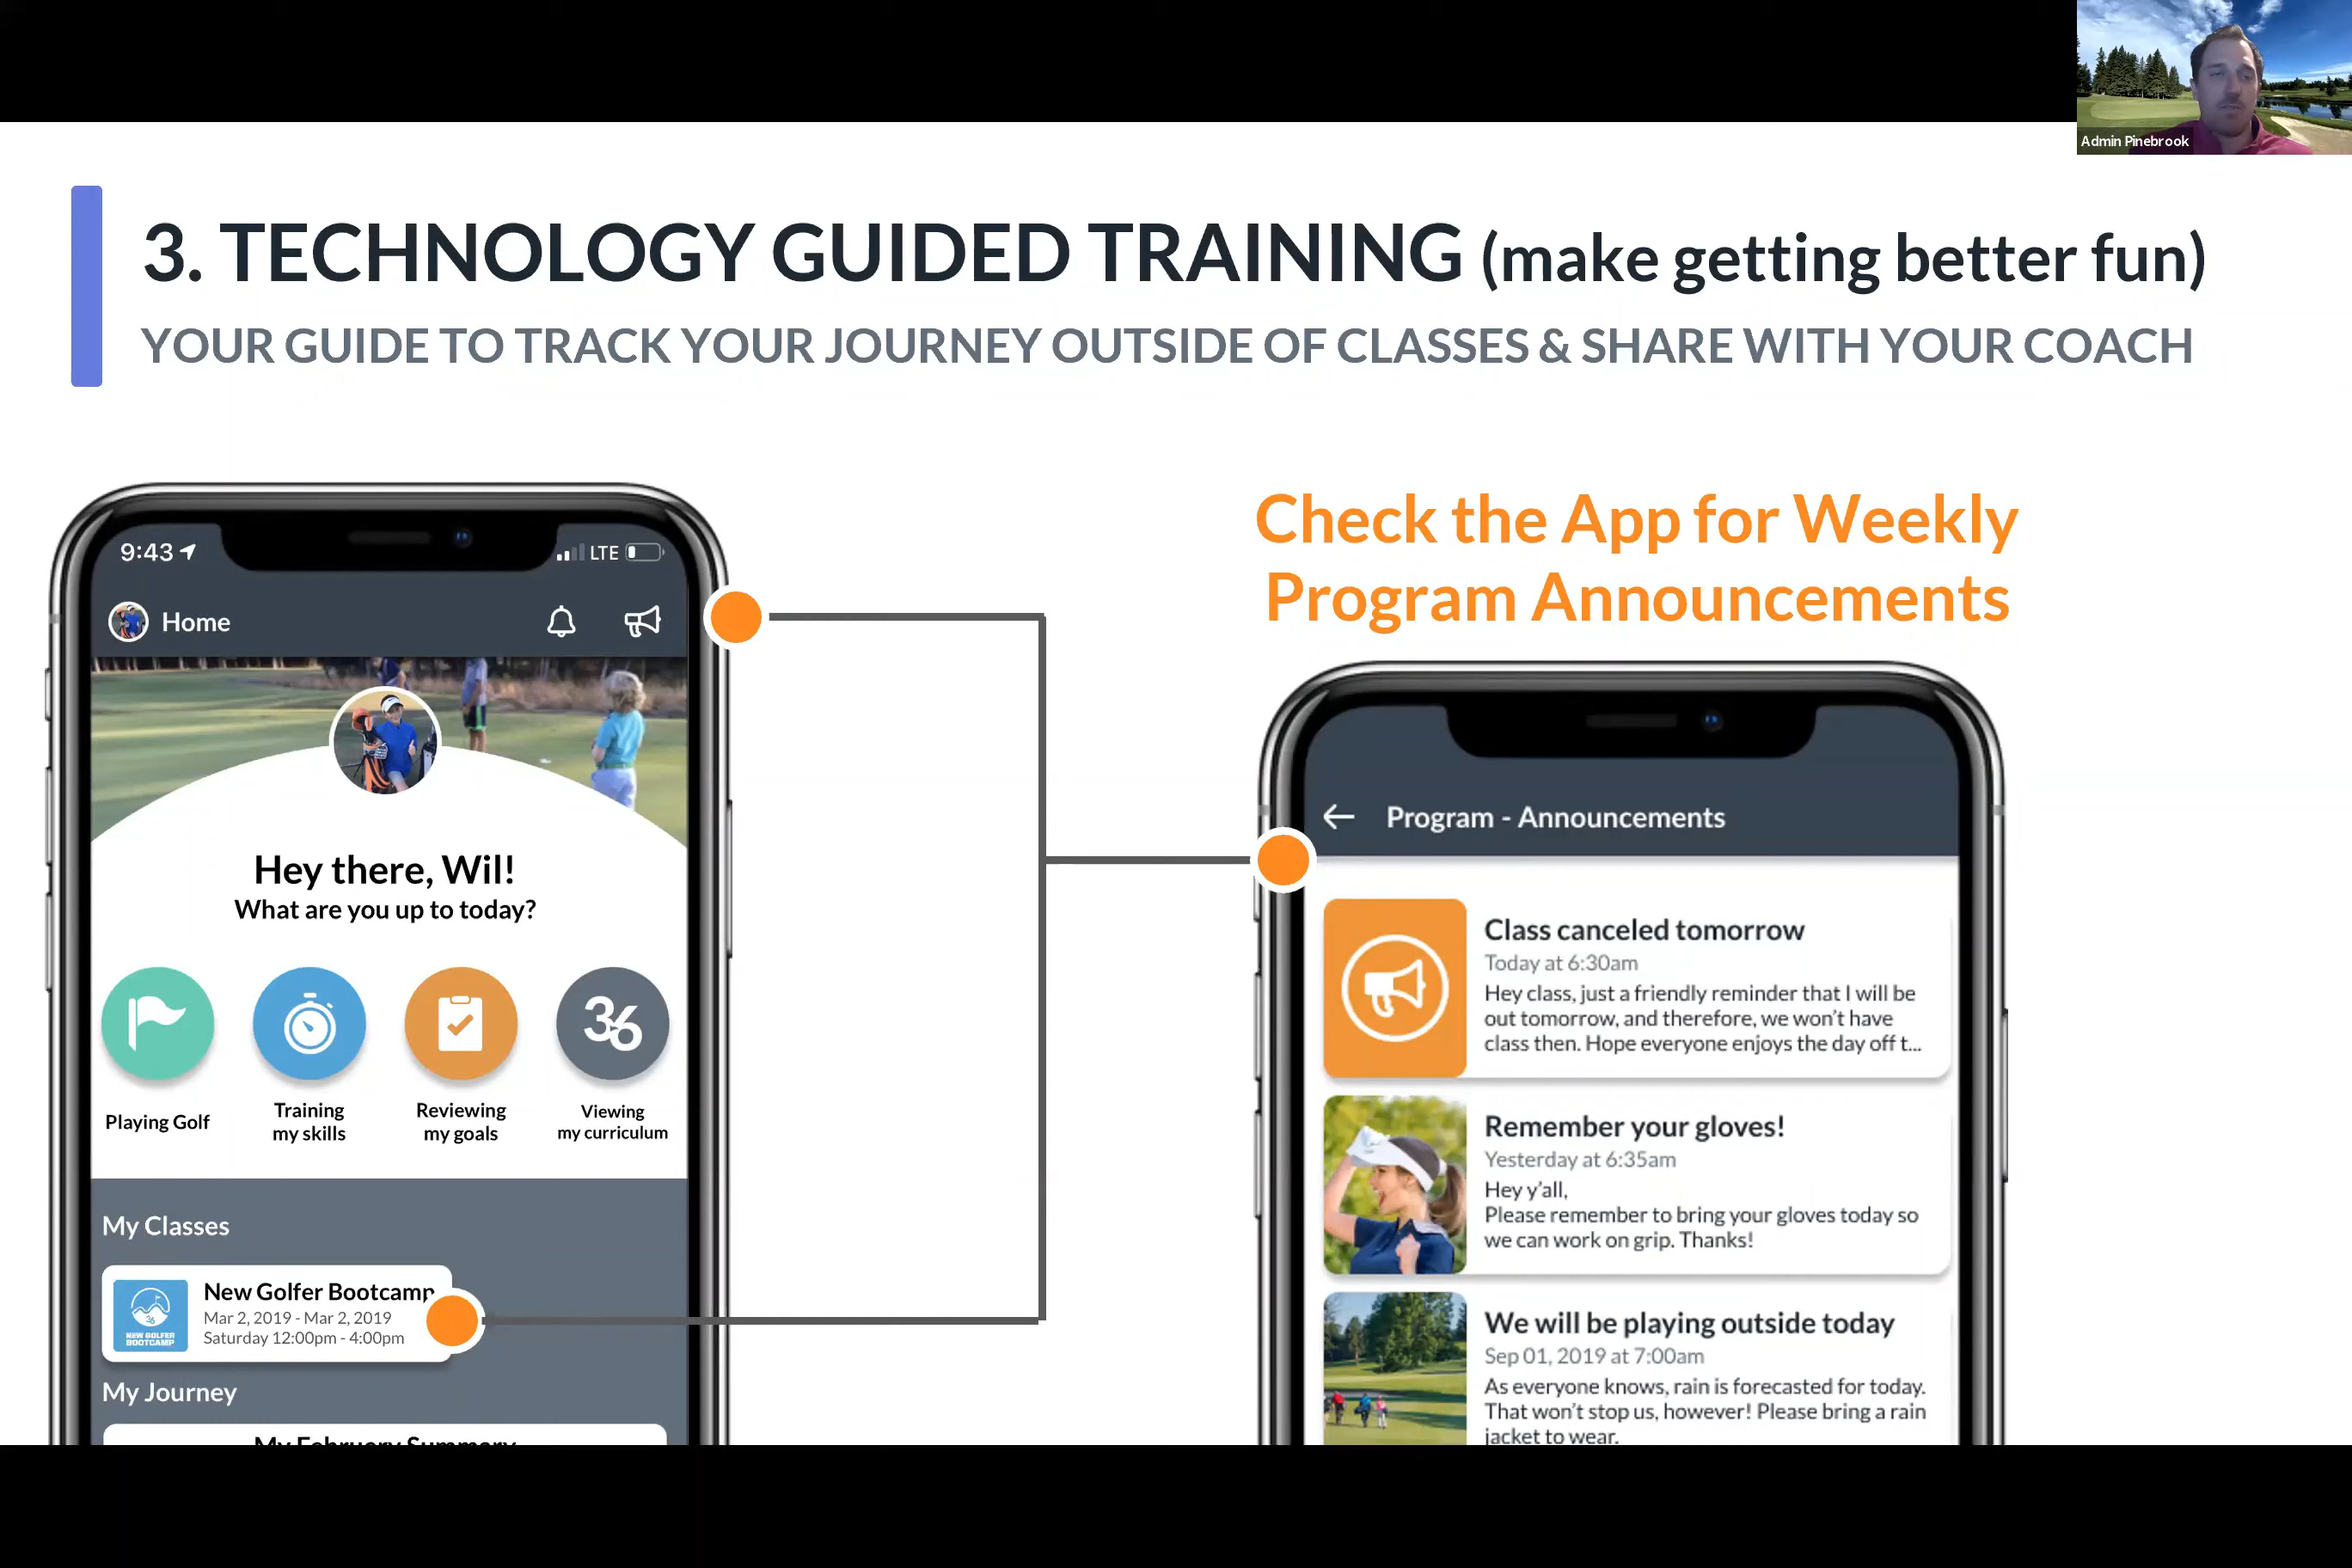 Admin Pinebrook
3. TECHNOLOGY GUIDED TRAINING (make getting better fun)
YOUR GUIDE TO TRACK YOUR JOURNEY OUTSIDE OF CLASSES & SHARE WITH YOUR COACH
9:43
LTE
Home
Hey there, Wil!
What are you up to today?
36
Playing Golf
Training
my skills
Reviewing
my goals
Viewing
my curriculum
My Classes
36
NEW GOLFER
BOOTCAMP
New Golfer Bootcamp
Mar 2, 2019 - Mar 2, 2019
Saturday 12:00pm - 4:00pm
My Journey
My February Summary
Check the App for Weekly
Program Announcements
Program - Announcements
Class canceled tomorrow
Today at 6:30am
Hey class, just a friendly reminder that I will be
out tomorrow, and therefore, we won't have
class then. Hope everyone enjoys the day off t...
Remember your gloves!
Yesterday at 6:35am
Hey y'all,
Please remember to bring your gloves today so
we can work on grip. Thanks!
We will be playing outside today
Sep 01, 2019 at 7:00am
As everyone knows, rain is forecasted for today.
That won't stop us, however! Please bring a rain
jacket to wear.